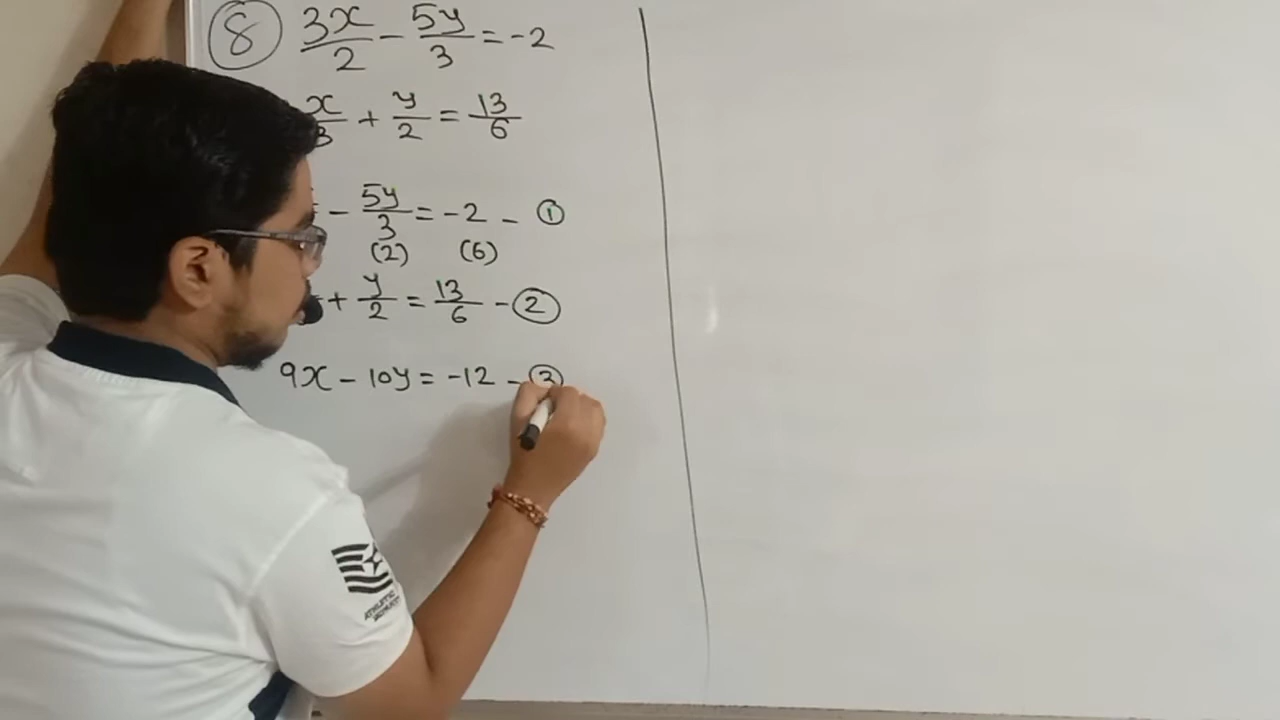 ⑧ 3x/2 - 5y/3 = -2
x/3 + y/2 = 13/6
- 5y/3 = -2 - ①
(2) (6)
+ y/2 = 13/6 - ②
9x - 10y = -12 - ③